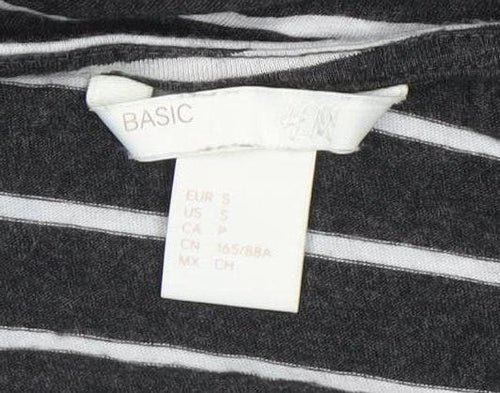 BASIC H&M
EUR S
US S
CA P
CN 165/88A
MX CH